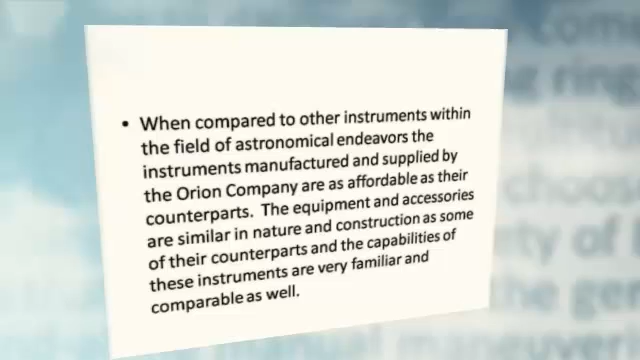 • When compared to other instruments within
the field of astronomical endeavors the
instruments manufactured and supplied by
the Orion Company are as affordable as their
counterparts. The equipment and accessories
are similar in nature and construction as some
of their counterparts and the capabilities of
these instruments are very familiar and
comparable as well.